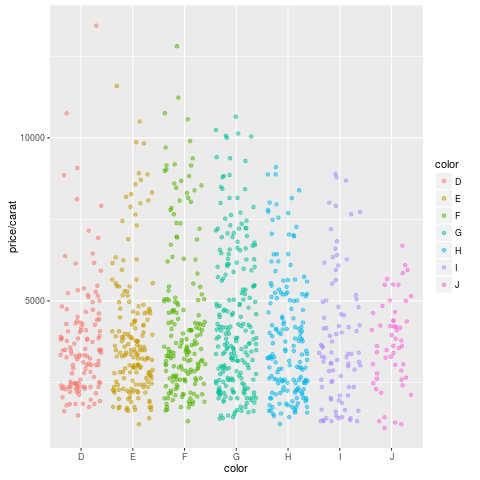 price/carat
10000
5000
D E F G H I J
color
color
D
E
F
G
H
I
J